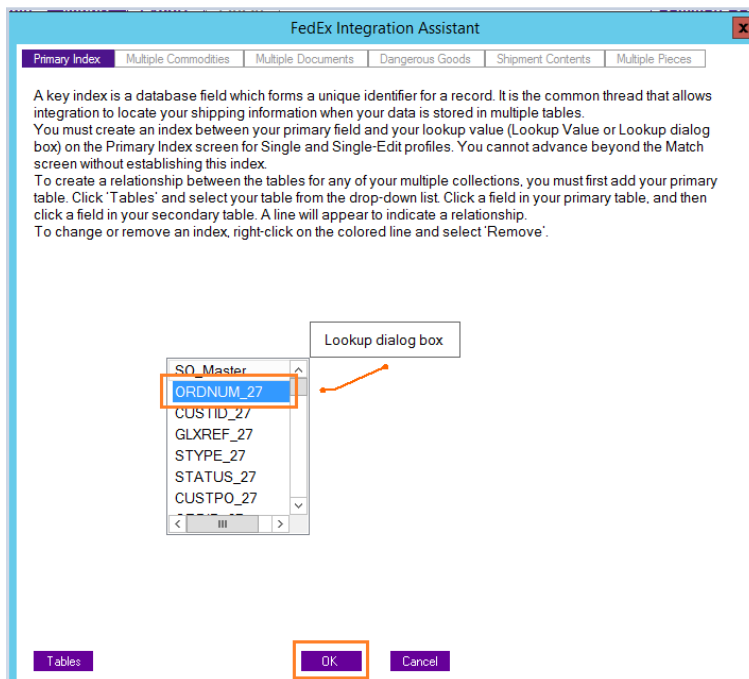 FedEx Integration Assistant
x
Primary Index Multiple Commodities Multiple Documents Dangerous Goods Shipment Contents Multiple Pieces
A key index is a database field which forms a unique identifier for a record. It is the common thread that allows
integration to locate your shipping information when your data is stored in multiple tables.
You must create an index between your primary field and your lookup value (Lookup Value or Lookup dialog
box) on the Primary Index screen for Single and Single-Edit profiles. You cannot advance beyond the Match
screen without establishing this index.
To create a relationship between the tables for any of your multiple collections, you must first add your primary
table. Click 'Tables' and select your table from the drop-down list. Click a field in your primary table, and then
click a field in your secondary table. A line will appear to indicate a relationship.
To change or remove an index, right-click on the colored line and select 'Remove'.
Lookup dialog box
SO_Master
ORDNUM_27
CUSTID_27
GLXREF_27
STYPE_27
STATUS_27
CUSTPO_27
Tables OK Cancel